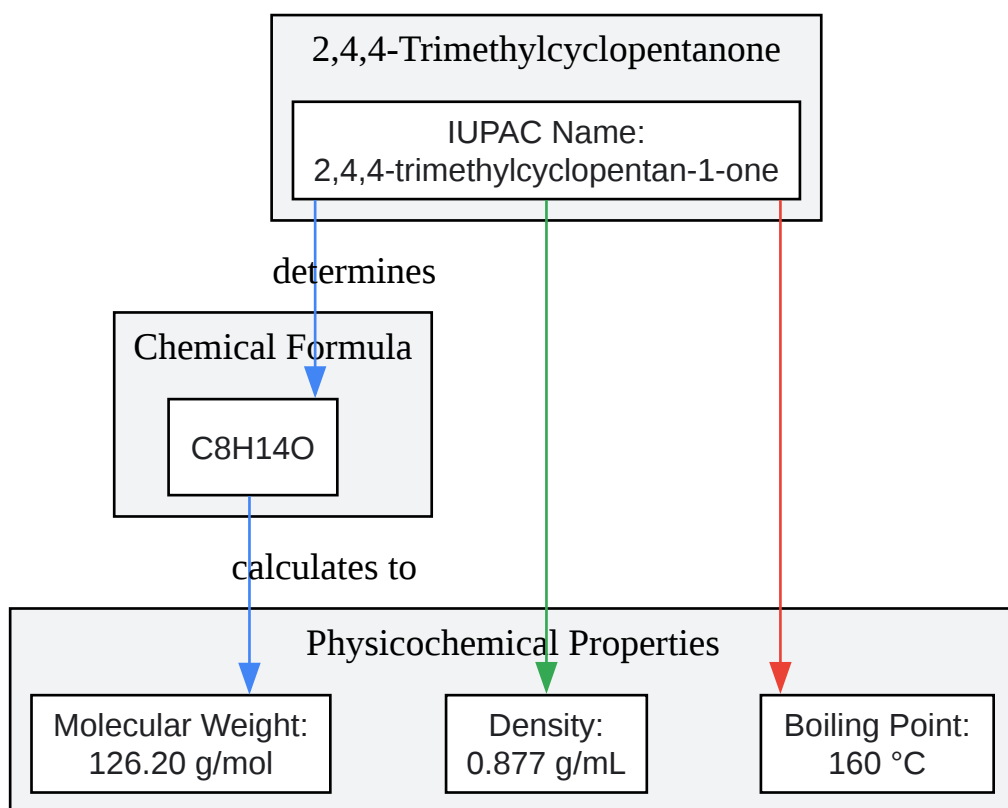 2,4,4-Trimethylcyclopentanone
IUPAC Name:
2,4,4-trimethylcyclopentan-1-one
determines
Chemical Formula
C8H14O
calculates to
Physicochemical Properties
Molecular Weight:
126.20 g/mol
Density:
0.877 g/mL
Boiling Point:
160 °C